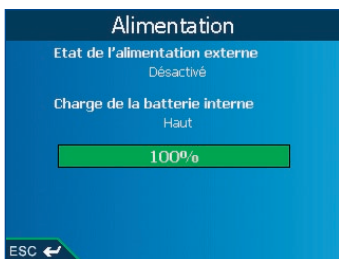 Alimentation
Etat de l'alimentation externe
Désactivé
Charge de la batterie interne
Haut
100%
ESC